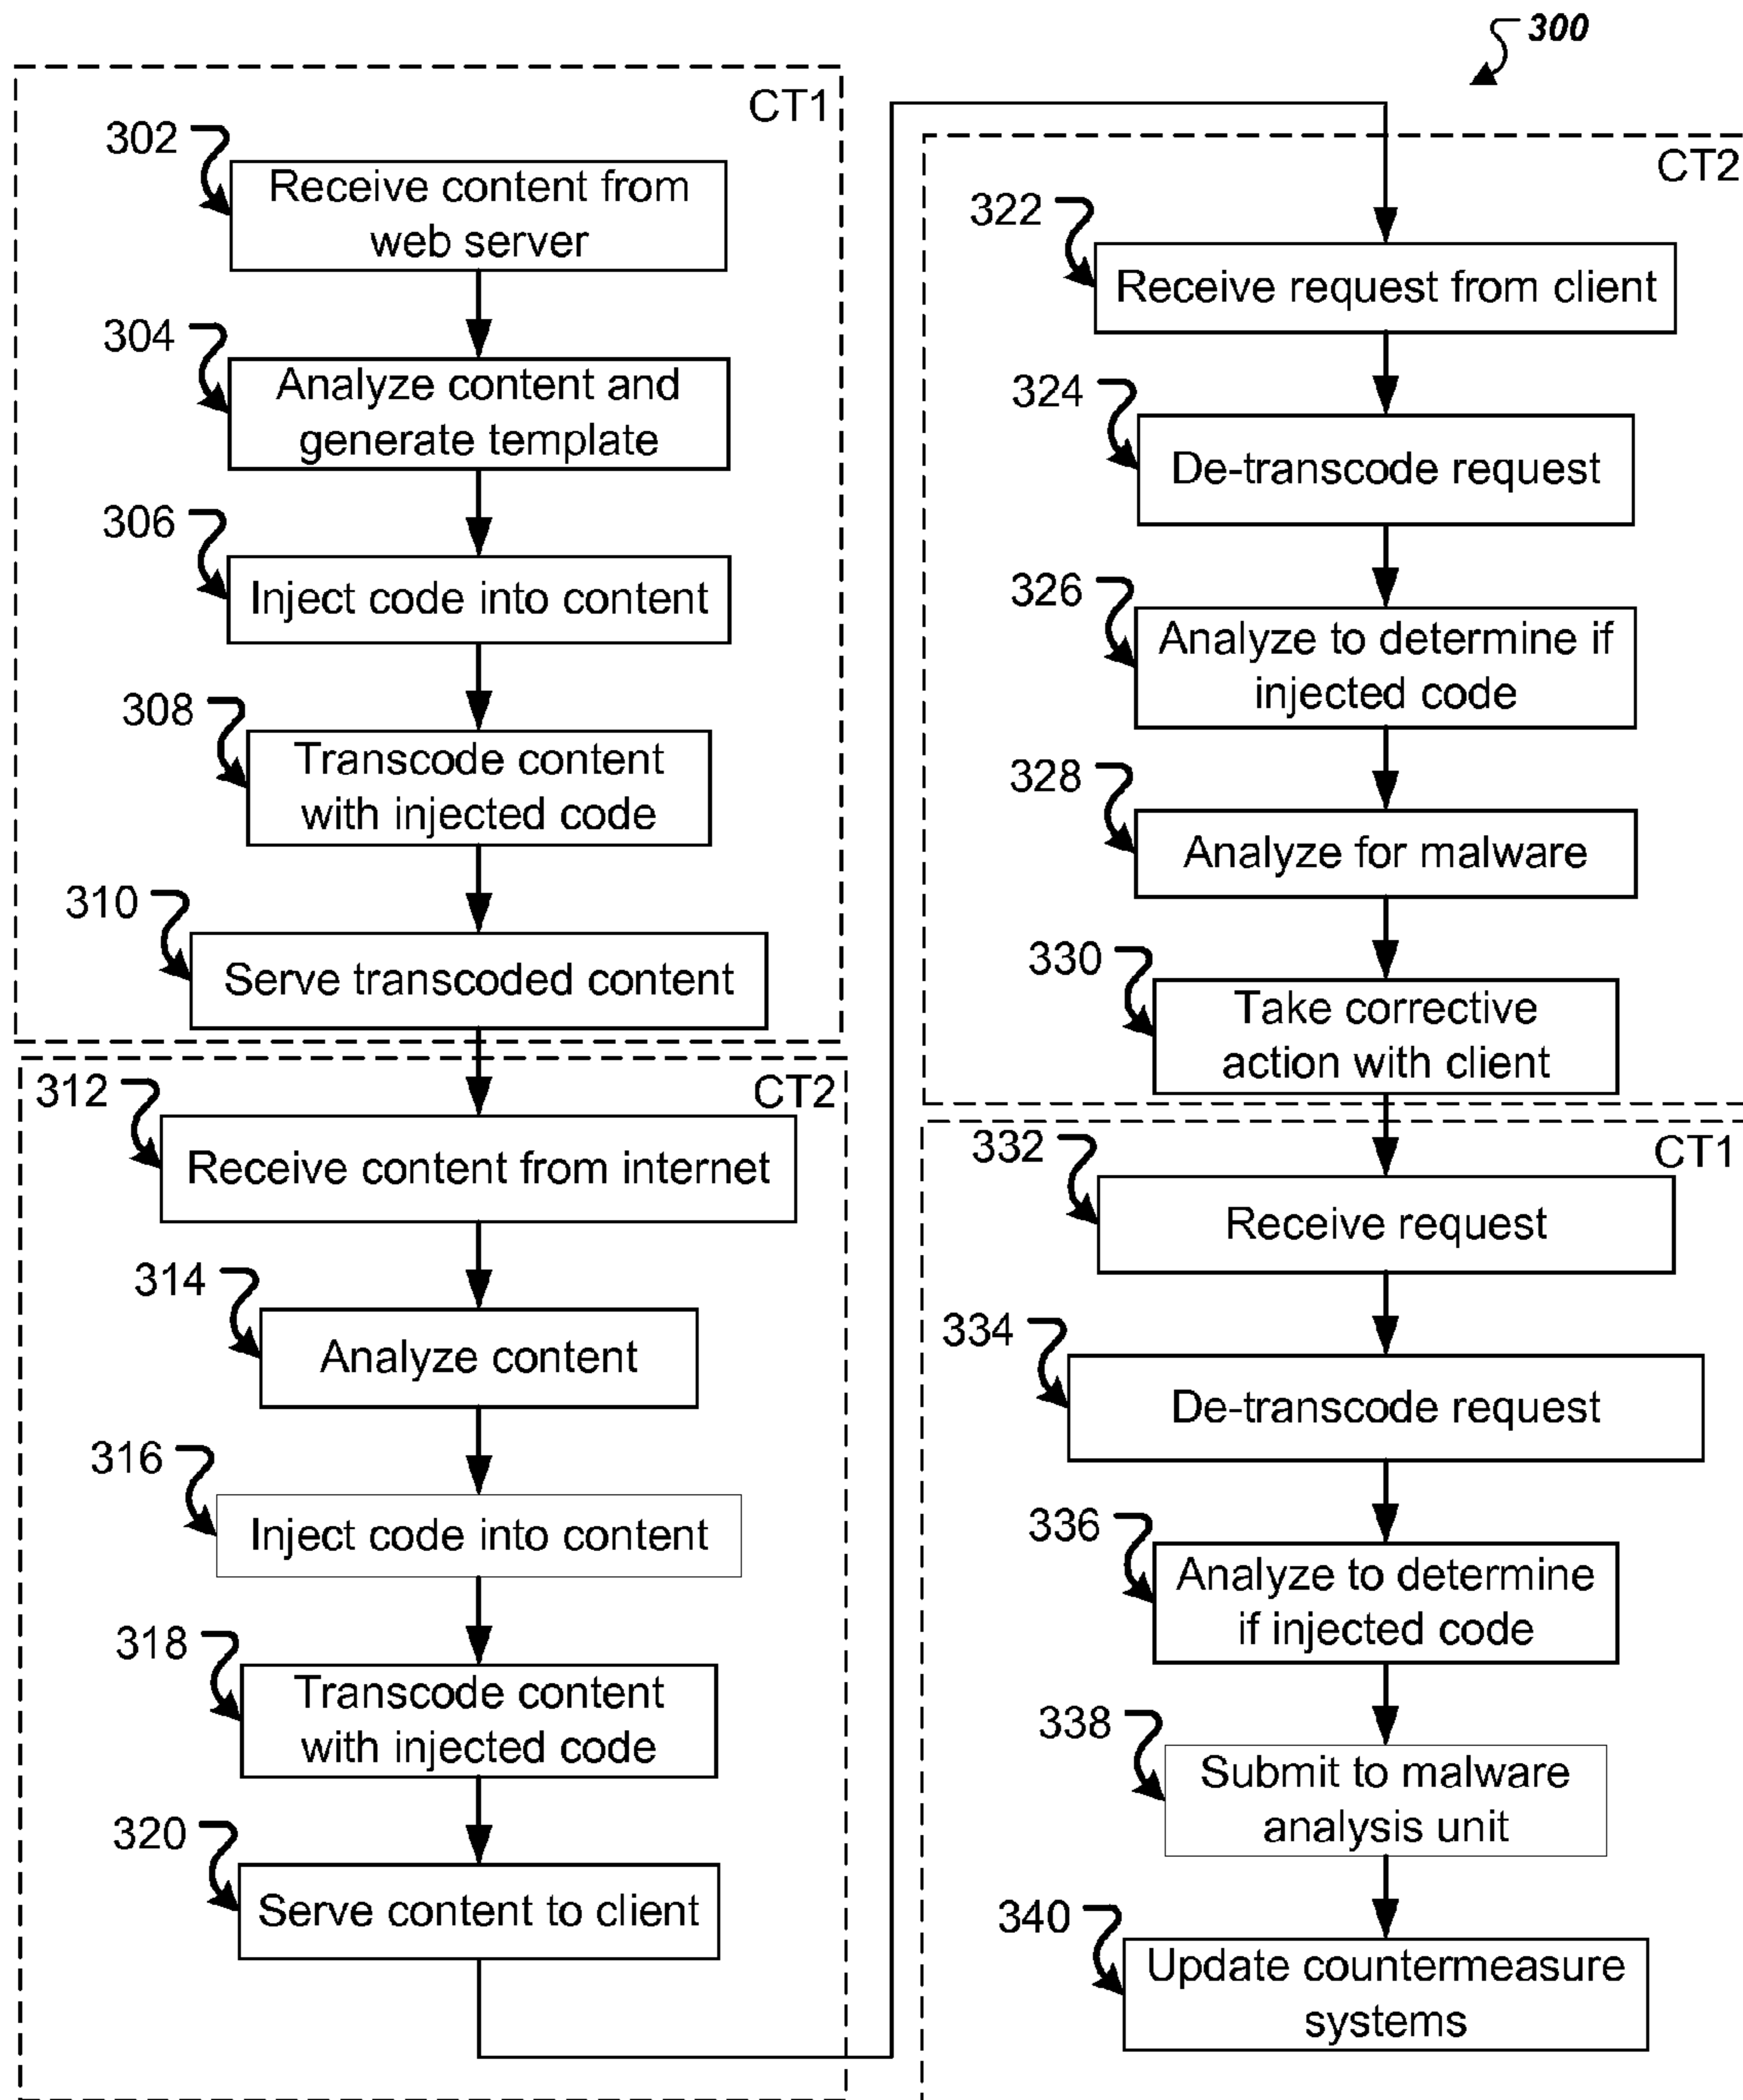 300
CT1
302
Receive content from
web server
304
Analyze content and
generate template
306
Inject code into content
308
Transcode content
with injected code
310
Serve transcoded content
CT2
312
Receive content from internet
314
Analyze content
316
Inject code into content
318
Transcode content
with injected code
320
Serve content to client
CT2
322
Receive request from client
324
De-transcode request
326
Analyze to determine if
injected code
328
Analyze for malware
330
Take corrective
action with client
CT1
332
Receive request
334
De-transcode request
336
Analyze to determine
if injected code
338
Submit to malware
analysis unit
340
Update countermeasure
systems